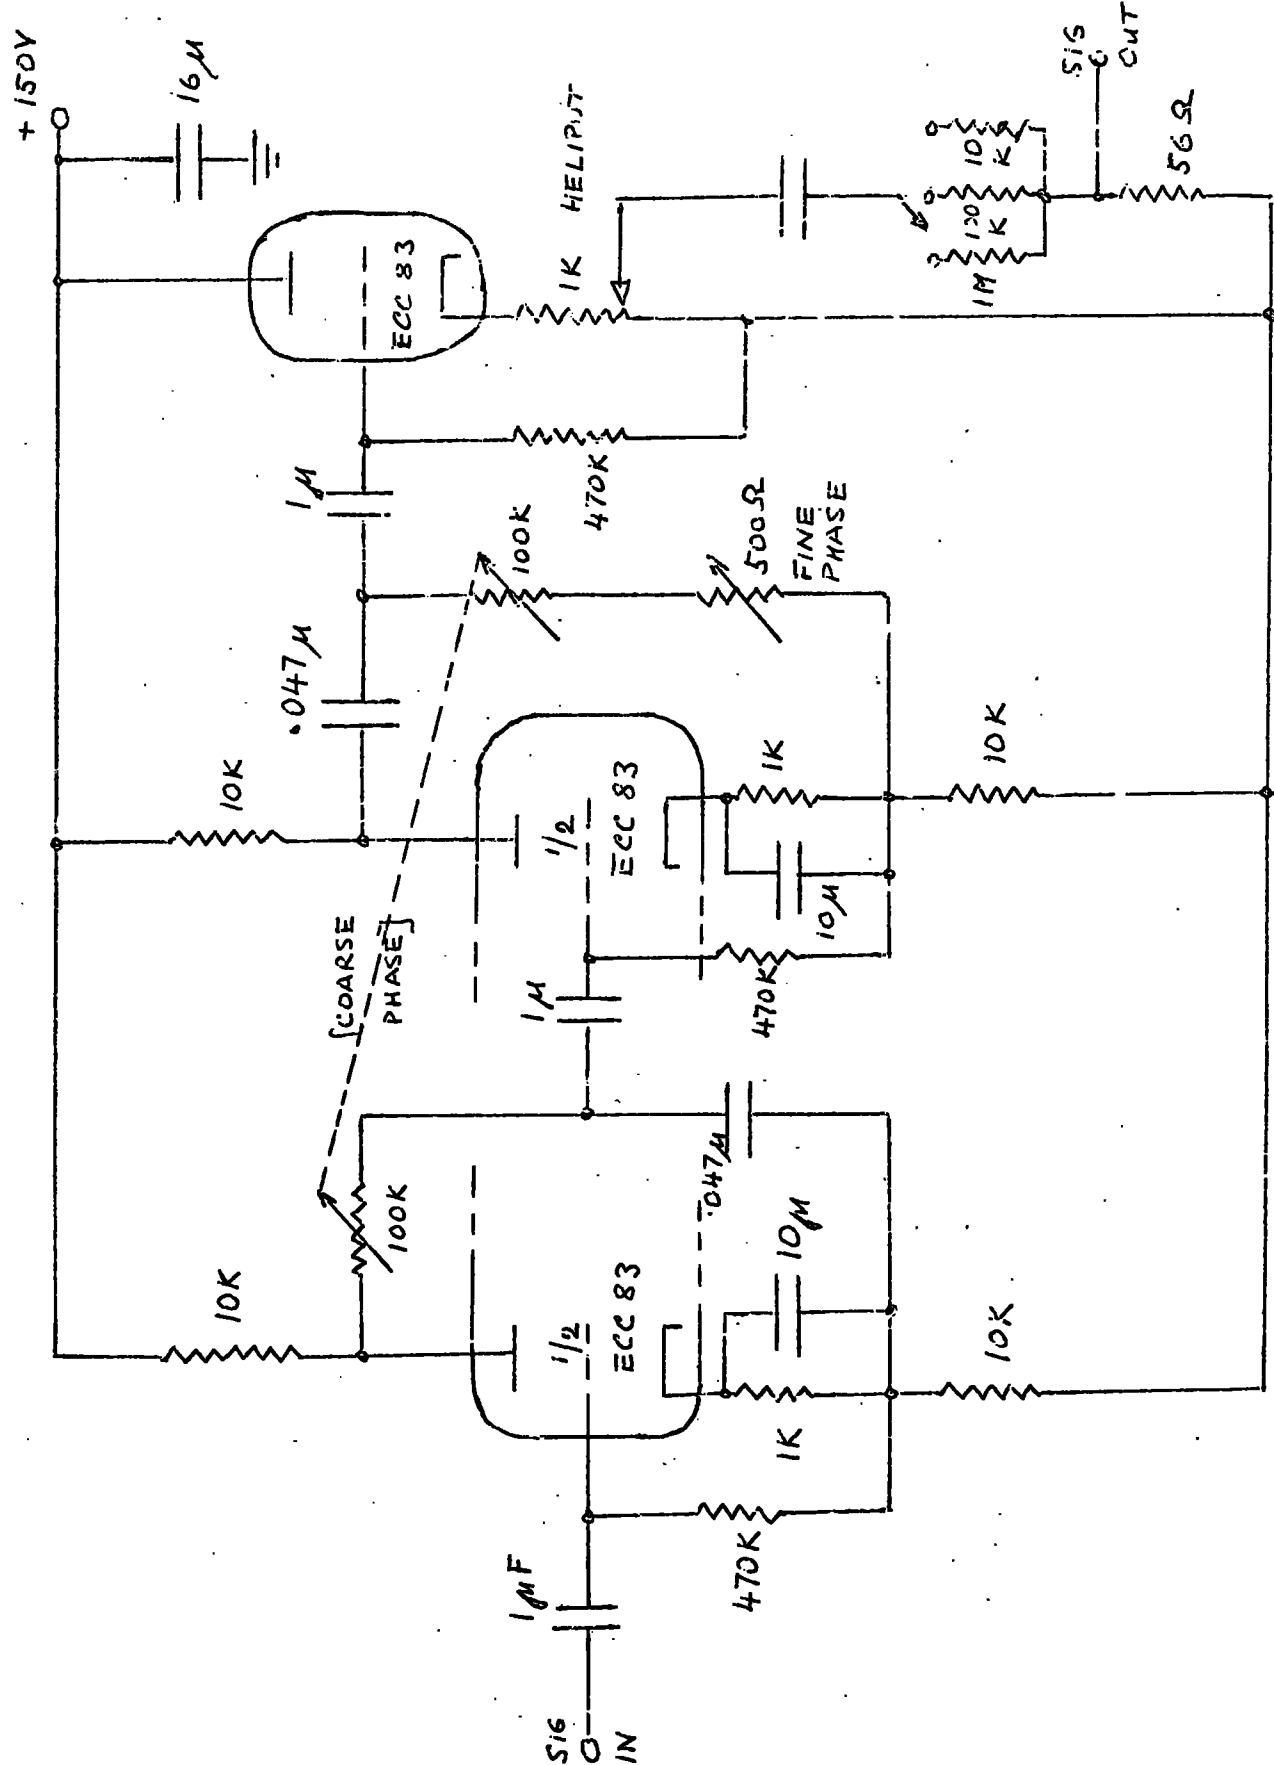 +150V
16µ
10K
10K
[COARSE
PHASE]
100K
.047µ
1µ
ECC 83
1K HELIPOT
SIG
IN
1µF
470K
1/2
ECC 83
1K
10µ
10K
.047µ
1µ
470K
1/2
ECC 83
10µ
1K
10K
100K
500Ω
FINE
PHASE
470K
1M
100
K
10
K
SIG
OUT
56Ω